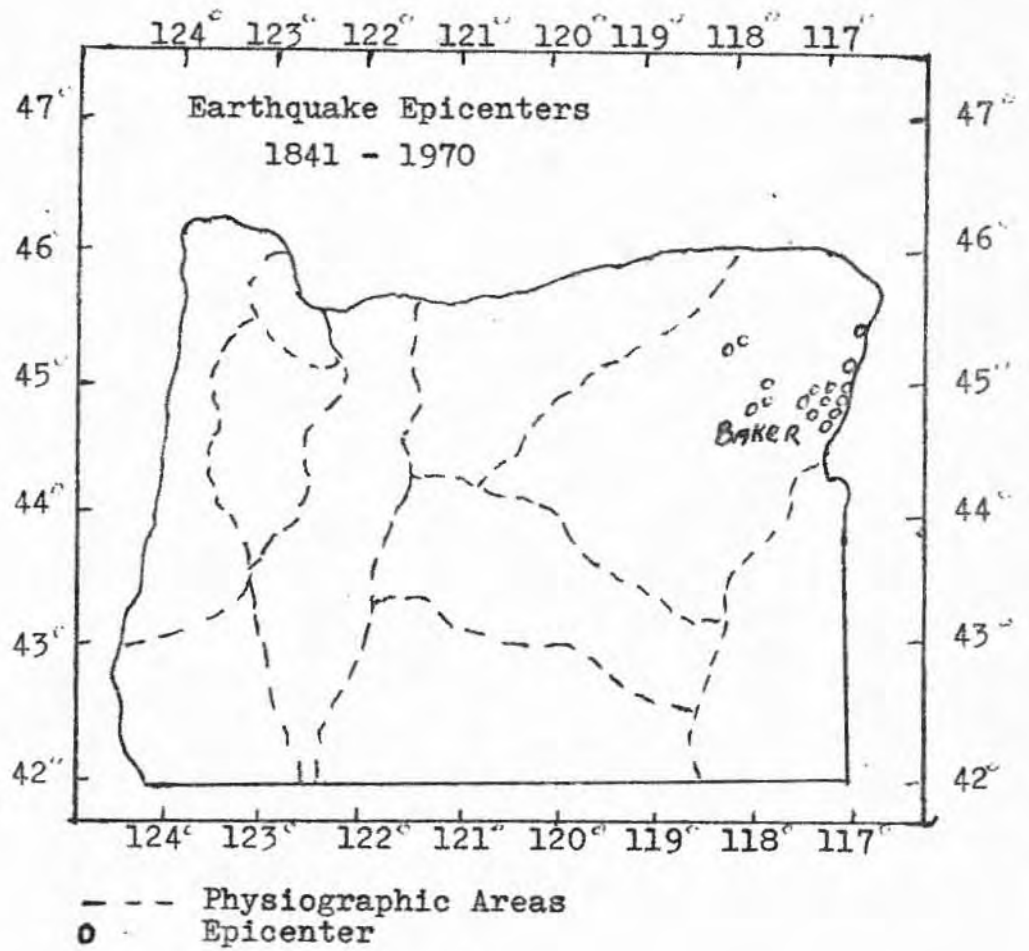 124° 123° 122° 121° 120° 119° 118° 117°
Earthquake Epicenters
1841 - 1970
47° 47°
46° 46°
45° 45°
BAKER
44° 44°
43° 43°
42° 42°
124° 123° 122° 121° 120° 119° 118° 117°
--- Physiographic Areas
o Epicenter